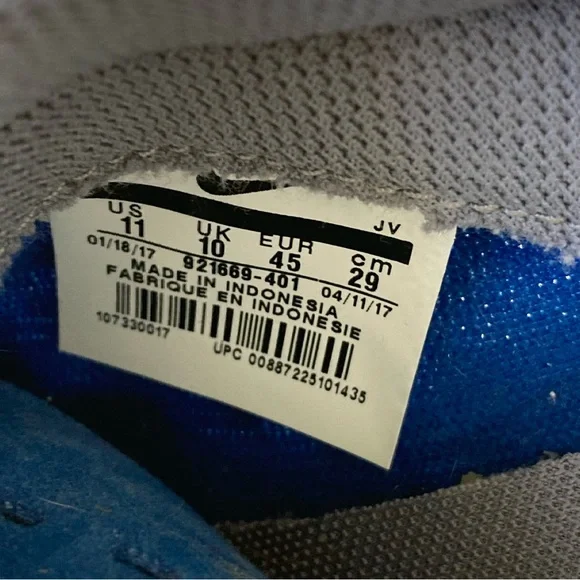 JV
US UK EUR cm
11 10 45 29
01/18/17 921669-401 04/11/17
MADE IN INDONESIA
FABRIQUE EN INDONESIE
107330017 UPC 00887225101435